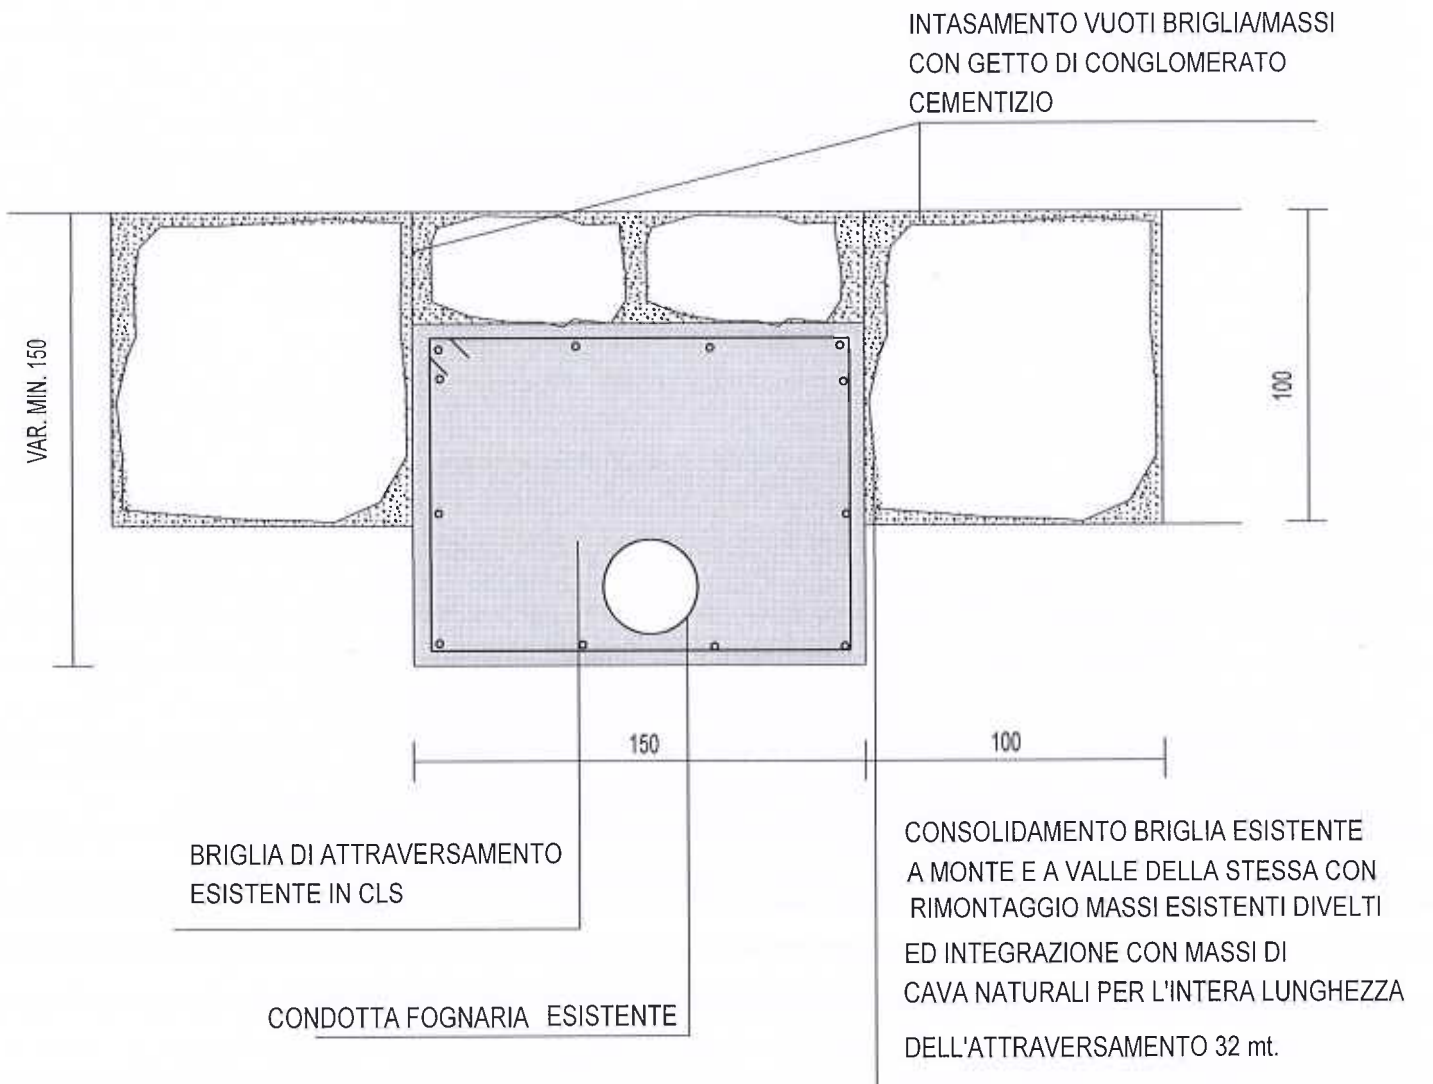 INTASAMENTO VUOTI BRIGLIA/MASSI
CON GETTO DI CONGLOMERATO
CEMENTIZIO
VAR. MIN. 150
100
150
100
BRIGLIA DI ATTRAVERSAMENTO
ESISTENTE IN CLS
CONDOTTA FOGNARIA ESISTENTE
CONSOLIDAMENTO BRIGLIA ESISTENTE
A MONTE E A VALLE DELLA STESSA CON
RIMONTAGGIO MASSI ESISTENTI DIVELTI
ED INTEGRAZIONE CON MASSI DI
CAVA NATURALI PER L'INTERA LUNGHEZZA
DELL'ATTRAVERSAMENTO 32 mt.